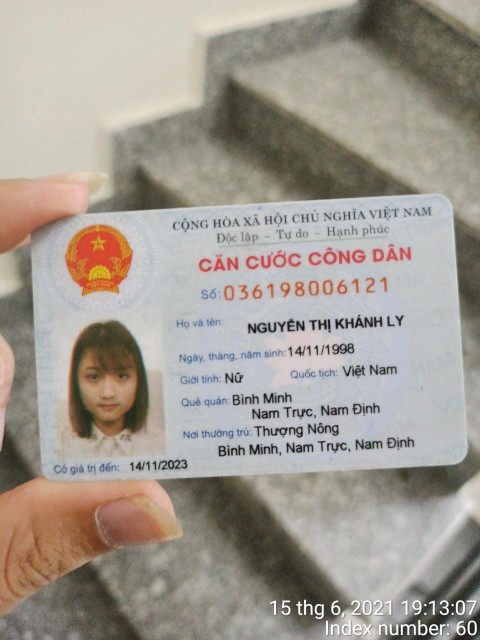 CỘNG HÒA XÃ HỘI CHỦ NGHĨA VIỆT NAM
Độc lập - Tự do - Hạnh phúc
CĂN CƯỚC CÔNG DÂN
Số: 036198006121
Họ và tên: NGUYỄN THỊ KHÁNH LY
Ngày, tháng, năm sinh: 14/11/1998
Giới tính: Nữ Quốc tịch: Việt Nam
Quê quán: Bình Minh
Nam Trực, Nam Định
Nơi thường trú: Thượng Nông
Bình Minh, Nam Trực, Nam Định
Có giá trị đến: 14/11/2023
15 thg 6, 2021 19:13:07
Index number: 60